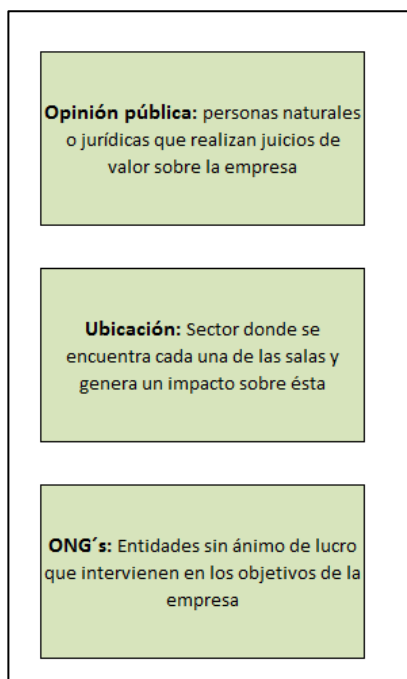 Opinión pública: personas naturales
o jurídicas que realizan juicios de
valor sobre la empresa
Ubicación: Sector donde se
encuentra cada una de las salas y
genera un impacto sobre ésta
ONG´s: Entidades sin ánimo de lucro
que intervienen en los objetivos de la
empresa